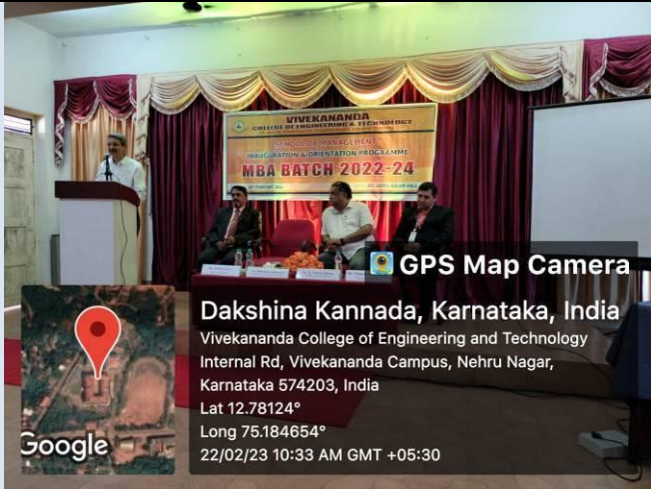 VIVEKANANDA
COLLEGE OF ENGINEERING & TECHNOLOGY
SCHOOL OF MANAGEMENT
INAUGURATION & ORIENTATION PROGRAMME
MBA BATCH 2022-24
GPS Map Camera
Dakshina Kannada, Karnataka, India
Vivekananda College of Engineering and Technology
Internal Rd, Vivekananda Campus, Nehru Nagar,
Karnataka 574203, India
Lat 12.78124°
Long 75.184654°
22/02/23 10:33 AM GMT +05:30
Google